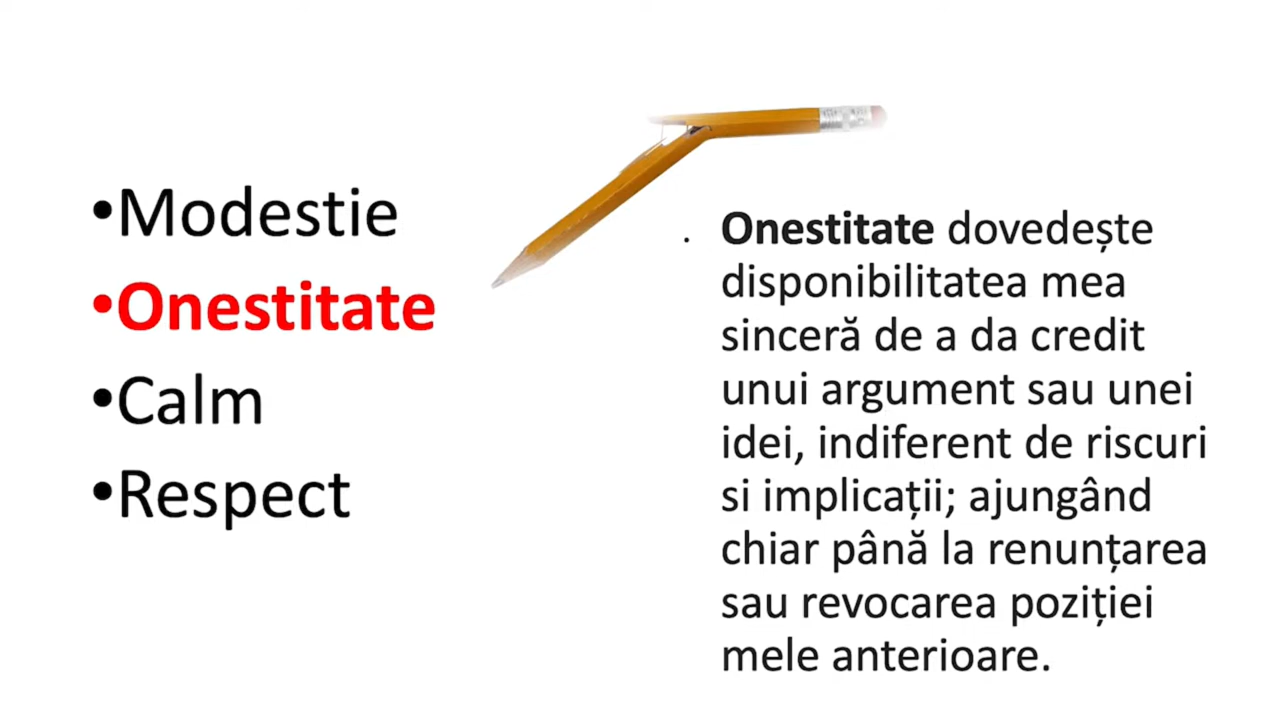 •Modestie
•Onestitate
•Calm
•Respect
. Onestitate dovedește
disponibilitatea mea
sinceră de a da credit
unui argument sau unei
idei, indiferent de riscuri
si implicații; ajungând
chiar până la renunțarea
sau revocarea poziției
mele anterioare.